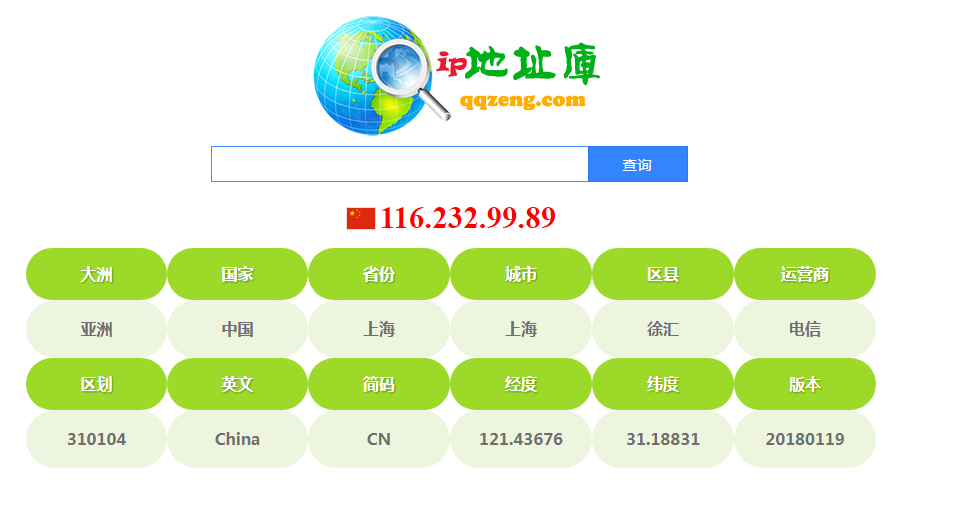 ip地址庫
qqzeng.com
查询
116.232.99.89
大洲 国家 省份 城市 区县 运营商
亚洲 中国 上海 上海 徐汇 电信
区划 英文 简码 经度 纬度 版本
310104 China CN 121.43676 31.18831 20180119